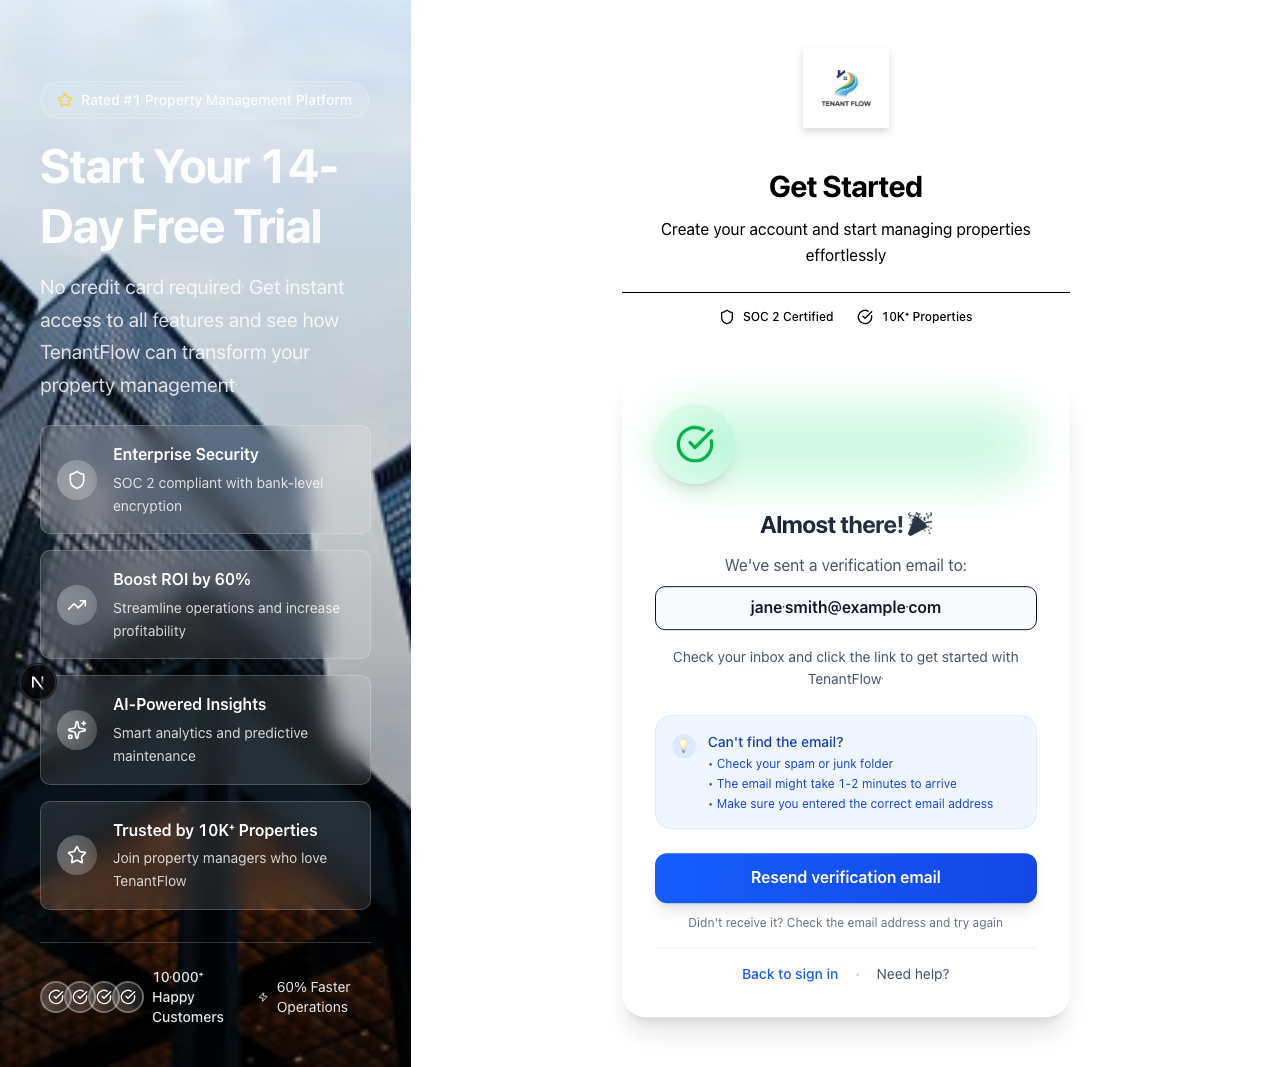 Rated #1 Property Management Platform
Start Your 14-
Day Free Trial
No credit card required· Get instant
access to all features and see how
TenantFlow can transform your
property management·
Enterprise Security
SOC 2 compliant with bank-level
encryption
Boost ROI by 60%
Streamline operations and increase
profitability
AI-Powered Insights
Smart analytics and predictive
maintenance
Trusted by 10K⁺ Properties
Join property managers who love
TenantFlow
10·000⁺
Happy
Customers
60% Faster
Operations
TENANT FLOW
Get Started
Create your account and start managing properties
effortlessly
SOC 2 Certified
10K⁺ Properties
Almost there! 🎉
We've sent a verification email to:
jane·smith@example·com
Check your inbox and click the link to get started with
TenantFlow·
Can't find the email?
• Check your spam or junk folder
• The email might take 1-2 minutes to arrive
• Make sure you entered the correct email address
Resend verification email
Didn't receive it? Check the email address and try again
Back to sign in • Need help?